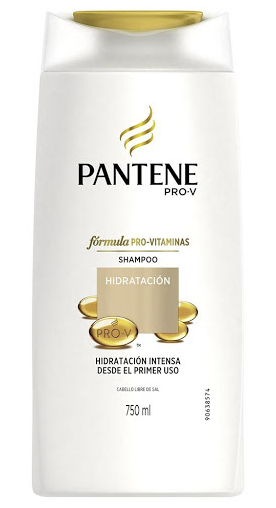 PANTENE
PRO-V
fórmula PRO-VITAMINAS
SHAMPOO
HIDRATACIÓN
PRO-V
™
HIDRATACIÓN INTENSA
DESDE EL PRIMER USO
CABELLO LIBRE DE SAL
750 ml
90638574